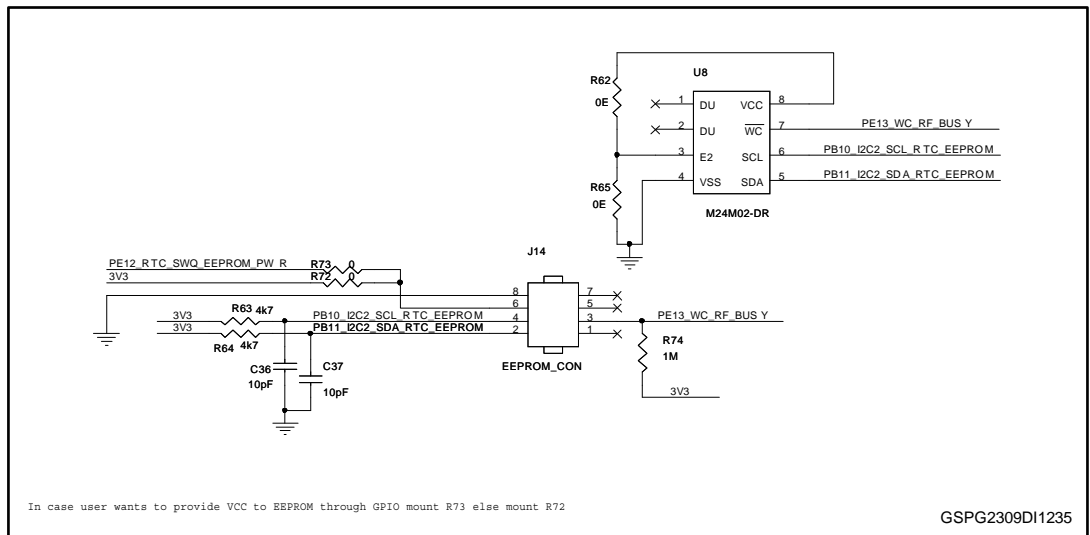 R62
0E
U8
1 DU VCC 8
2 DU WC 7 PE13_WC_RF_BUS Y
3 E2 SCL 6 PB10_I2C2_SCL_R TC_EEPROM
4 VSS SDA 5 PB11_I2C2_SDA_RTC_EEPROM
R65
0E
M24M02-DR
J14
PE12_RTC_SWQ_EEPROM_PW R R73 0
3V3 R72 0
8 7
6 5
3V3 R63 4k7 PB10_I2C2_SCL_RTC_EEPROM 4 3 PE13_WC_RF_BUS Y
3V3 R64 4k7 PB11_I2C2_SDA_RTC_EEPROM 2 1
R74
1M
EEPROM_CON
C36
10pF
C37
10pF
3V3
In case user wants to provide VCC to EEPROM through GPIO mount R73 else mount R72
GSPG2309DI1235